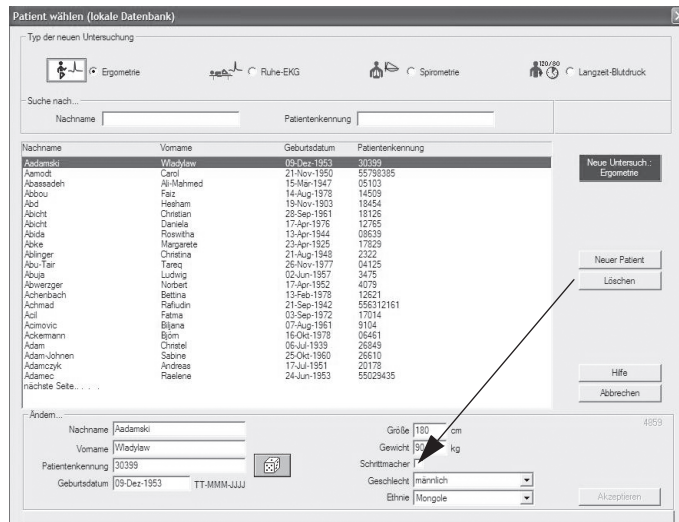 Patient wählen (lokale Datenbank)
Typ der neuen Untersuchung
Ergometrie
Ruhe-EKG
Spirometrie
120/80
Langzeit-Blutdruck
Suche nach...
Nachname
Patientenkennung
Nachname Vorname Geburtsdatum Patientenkennung
Aadamski Wladylaw 09-Dez-1953 30399
Aamodt Carol 21-Nov-1950 55798385
Abassadeh Ali-Mahmed 15-Mär-1947 05103
Abbou Faiz 14-Aug-1978 14509
Abd Hesham 19-Nov-1903 18454
Abicht Christian 28-Sep-1961 18126
Abicht Daniela 17-Apr-1976 12765
Abida Roswitha 13-Apr-1944 08639
Abke Margarete 23-Apr-1925 17829
Ablinger Christina 21-Aug-1948 2322
Abu-Tair Tareq 26-Nov-1977 04125
Abuja Ludwig 02-Jun-1957 3475
Abwerzger Norbert 17-Apr-1952 4079
Achenbach Bettina 13-Feb-1978 12621
Achmad Rafiudin 21-Sep-1942 556312161
Acil Fatma 03-Sep-1972 17014
Acimovic Biljana 07-Aug-1961 9104
Ackermann Björn 16-Okt-1978 06461
Adam Christel 06-Jul-1939 26849
Adam-Johnen Sabine 25-Okt-1960 26610
Adamczyk Andreas 17-Jul-1951 20178
Adamec Raelene 24-Jun-1953 55029435
nächste Seite.. . . .
Neue Untersuch.:
Ergometrie
Neuer Patient
Löschen
Hilfe
Abbrechen
Ändern...
4859
Nachname Aadamski
Vorname Wladylaw
Patientenkennung 30399
Geburtsdatum 09-Dez-1953 TT-MMM-JJJJ
Größe 180 cm
Gewicht 90 kg
Schrittmacher
Geschlecht männlich
Ethnie Mongole
Akzeptieren